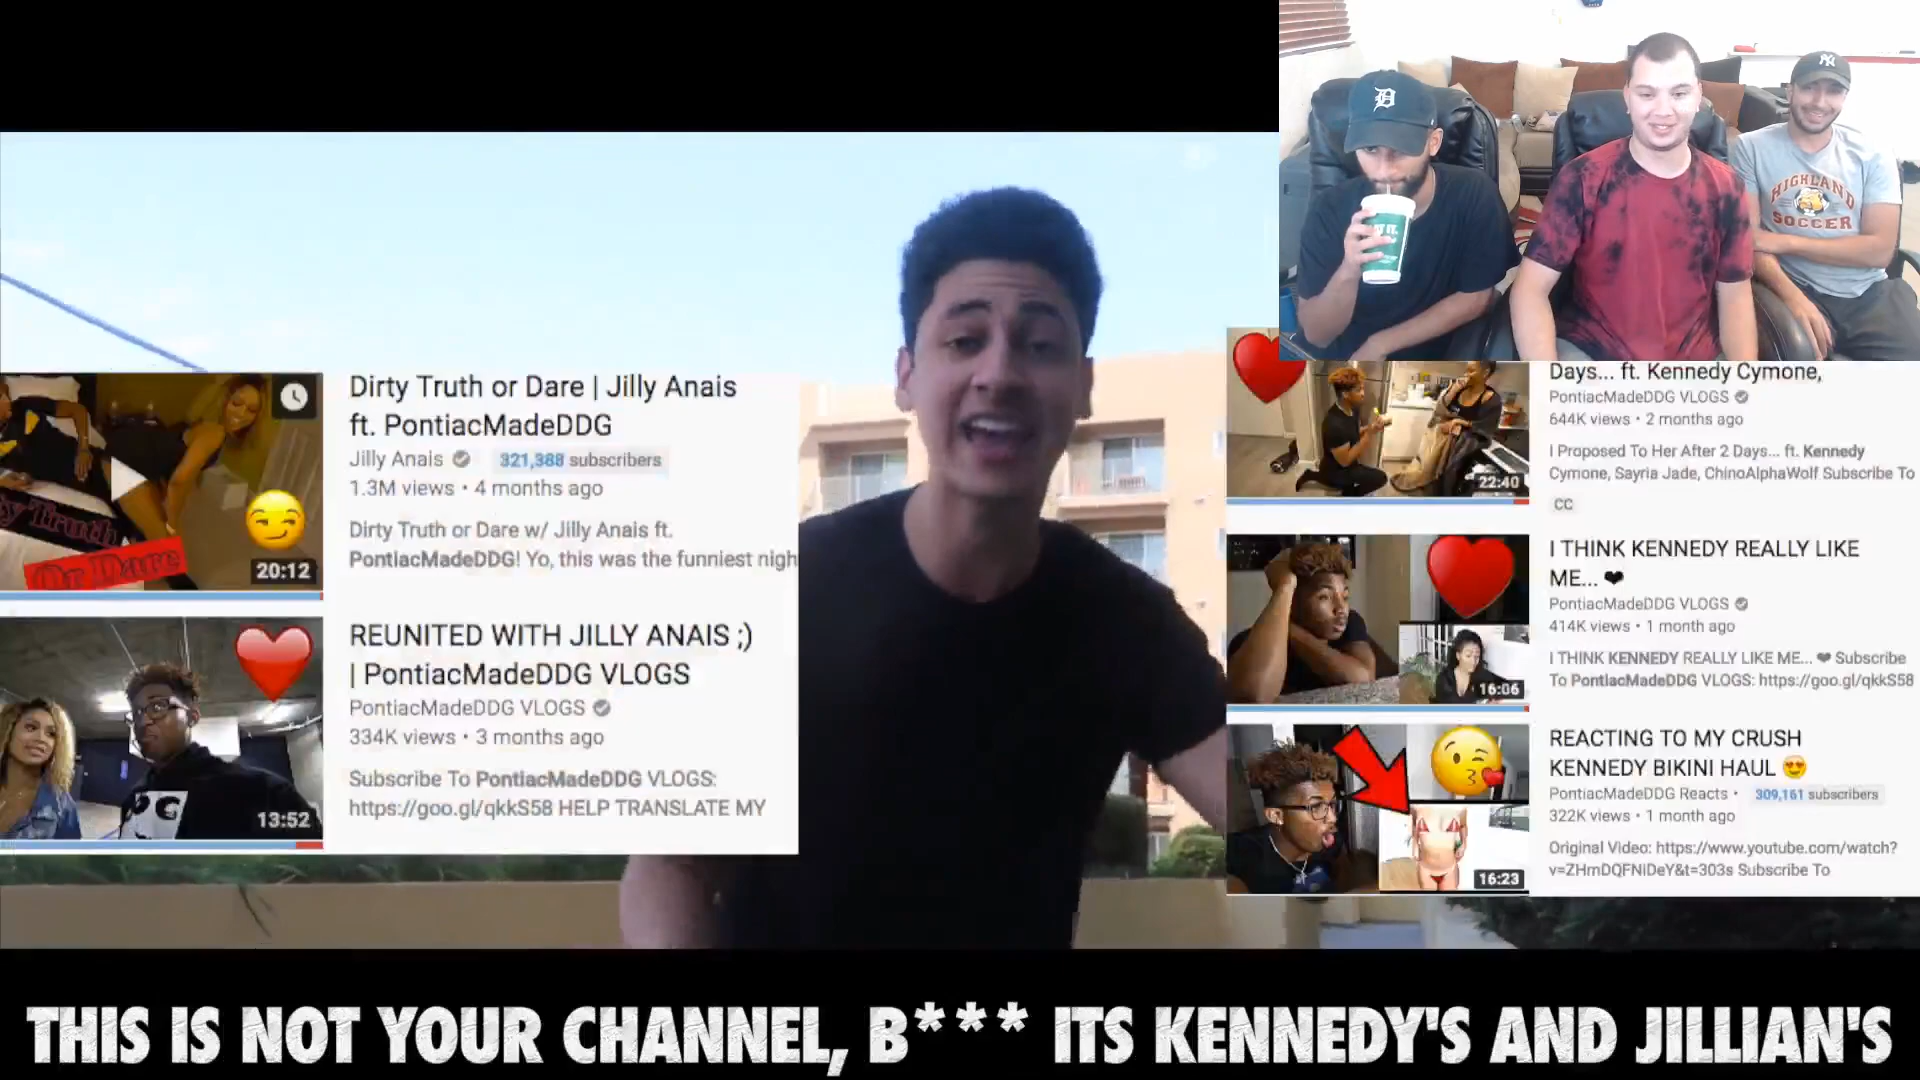 HIGHLAND
SOCCER
Dirty Truth or Dare | Jilly Anais
ft. PontiacMadeDDG
Jilly Anais
321,388 subscribers
1.3M views • 4 months ago
Dirty Truth or Dare w/ Jilly Anais ft.
PontiacMadeDDG! Yo, this was the funniest nigh
Truth
Or Dare
20:12
REUNITED WITH JILLY ANAIS ;)
| PontiacMadeDDG VLOGS
PontiacMadeDDG VLOGS
334K views • 3 months ago
Subscribe To PontiacMadeDDG VLOGS:
https://goo.gl/qkkS58 HELP TRANSLATE MY
13:52
Days... ft. Kennedy Cymone,
PontiacMadeDDG VLOGS
644K views • 2 months ago
I Proposed To Her After 2 Days... ft. Kennedy
Cymone, Sayria Jade, ChinoAlphaWolf Subscribe To
CC
22:40
I THINK KENNEDY REALLY LIKE
ME... ❤
PontiacMadeDDG VLOGS
414K views • 1 month ago
I THINK KENNEDY REALLY LIKE ME... ❤ Subscribe
To PontiacMadeDDG VLOGS: https://goo.gl/qkkS58
16:06
REACTING TO MY CRUSH
KENNEDY BIKINI HAUL 😍
PontiacMadeDDG Reacts • 309,161 subscribers
322K views • 1 month ago
Original Video: https://www.youtube.com/watch?
v=ZHmDQFNiDeY&t=303s Subscribe To
16:23
THIS IS NOT YOUR CHANNEL, B*** ITS KENNEDY'S AND JILLIAN'S